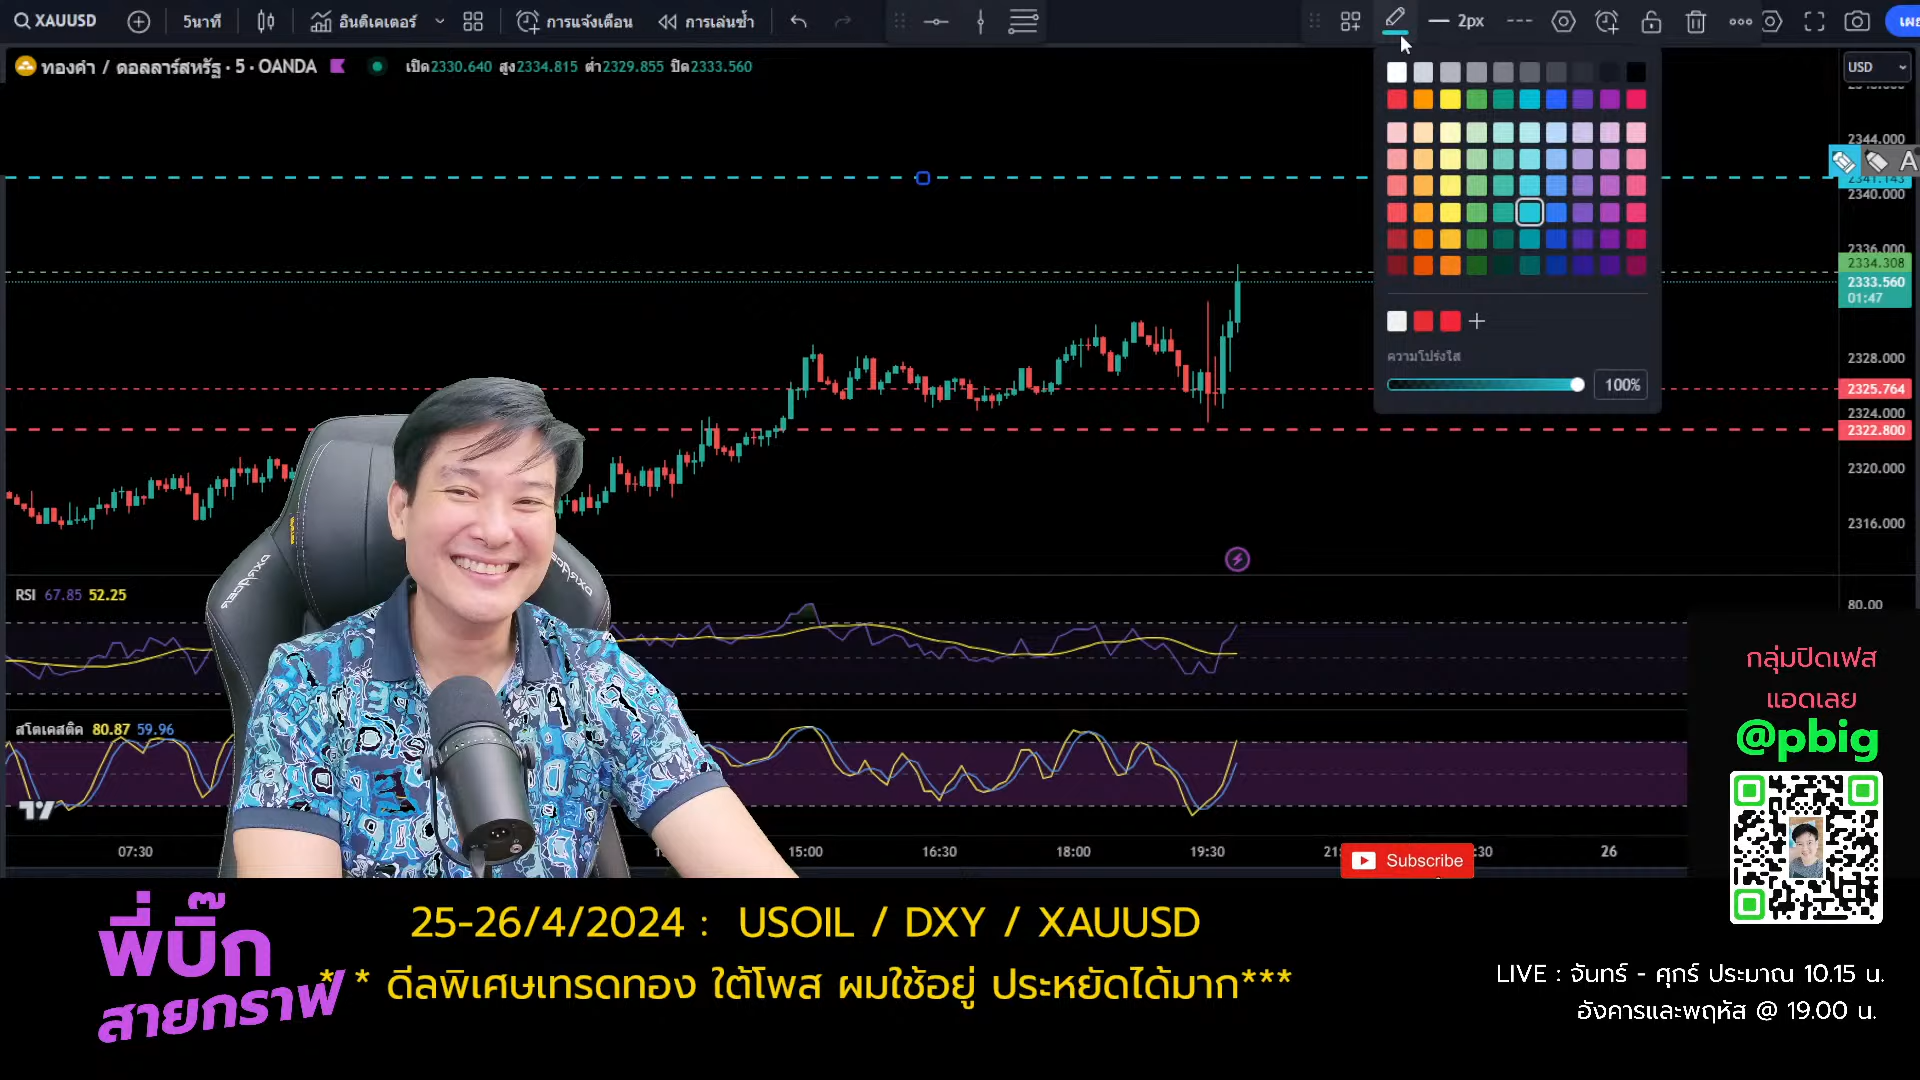 XAUUSD
5นาที
อินดิเคเตอร์
การแจ้งเตือน
การเล่นซ้ำ
2px
ทองคำ / ดอลลาร์สหรัฐ · 5 · OANDA
เปิด2330.640 สูง2334.815 ต่ำ2329.855 ปิด2333.560
USD
2344.000
A
2341.143
2340.000
2336.000
2334.308
2333.560
01:47
2328.000
2325.764
2324.000
2322.800
2320.000
2316.000
ความโปร่งใส
100%
RSI 67.85 52.25
80.00
สโตเคสติค 80.87 59.96
07:30
15:00
16:30
18:00
19:30
26
Subscribe
กลุ่มปิดเฟส
แอดเลย
@pbig
พี่บิ๊ก
สายกราฟ
25-26/4/2024 : USOIL / DXY / XAUUSD
* * ดีลพิเศษเทรดทอง ใต้โพส ผมใช้อยู่ ประหยัดได้มาก***
LIVE : จันทร์ - ศุกร์ ประมาณ 10.15 น.
อังคารและพฤหัส @ 19.00 น.